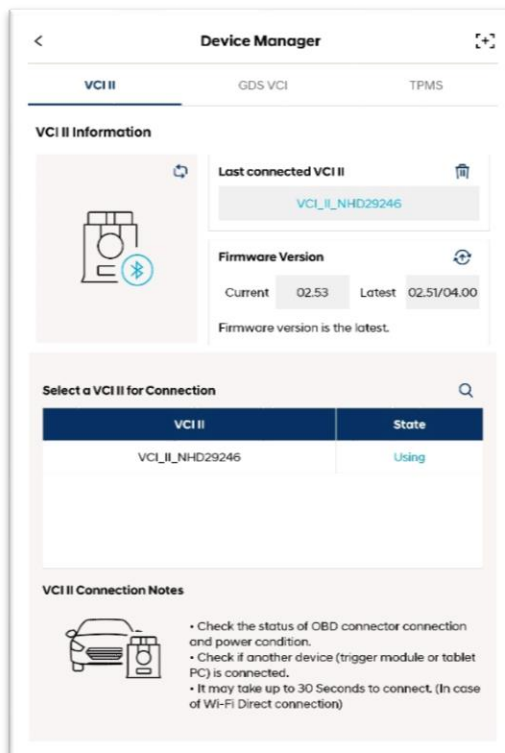 Device Manager
VCI II
GDS VCI
TPMS
VCI II Information
Last connected VCI II
VCI_II_NHD29246
Firmware Version
Current 02.53 Latest 02.51/04.00
Firmware version is the latest.
Select a VCI II for Connection
VCI II State
VCI_II_NHD29246 Using
VCI II Connection Notes
• Check the status of OBD connector connection
and power condition.
• Check if another device (trigger module or tablet
PC) is connected.
• It may take up to 30 Seconds to connect. (In case
of Wi-Fi Direct connection)